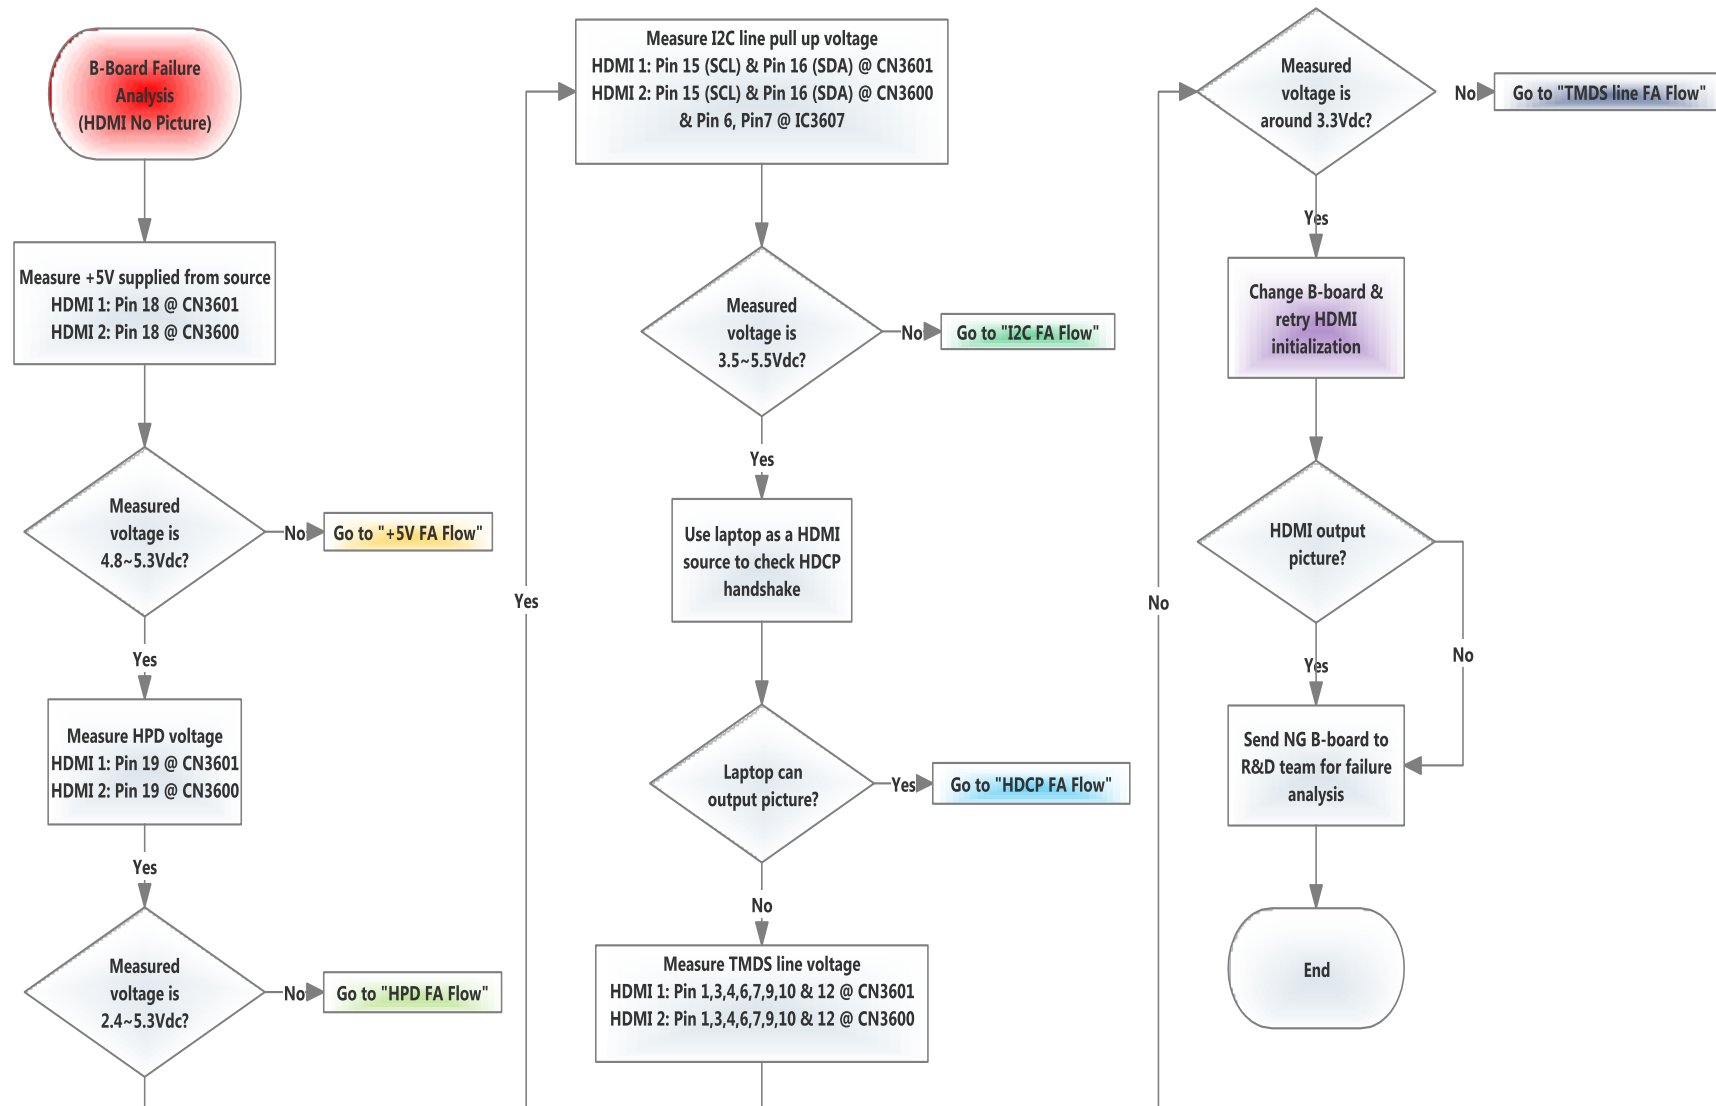 B-Board Failure
Analysis
(HDMI No Picture)
Measure +5V supplied from source
HDMI 1: Pin 18 @ CN3601
HDMI 2: Pin 18 @ CN3600
Measured
voltage is
4.8~5.3Vdc?
No
Go to "+5V FA Flow"
Yes
Measure HPD voltage
HDMI 1: Pin 19 @ CN3601
HDMI 2: Pin 19 @ CN3600
Yes
Measured
voltage is
2.4~5.3Vdc?
No
Go to "HPD FA Flow"
Yes
Measure I2C line pull up voltage
HDMI 1: Pin 15 (SCL) & Pin 16 (SDA) @ CN3601
HDMI 2: Pin 15 (SCL) & Pin 16 (SDA) @ CN3600
& Pin 6, Pin7 @ IC3607
Measured
voltage is
3.5~5.5Vdc?
No
Go to "I2C FA Flow"
Yes
Use laptop as a HDMI
source to check HDCP
handshake
Laptop can
output picture?
Yes
Go to "HDCP FA Flow"
No
Measure TMDS line voltage
HDMI 1: Pin 1,3,4,6,7,9,10 & 12 @ CN3601
HDMI 2: Pin 1,3,4,6,7,9,10 & 12 @ CN3600
No
Measured
voltage is
around 3.3Vdc?
No
Go to "TMDS line FA Flow"
Yes
Change B-board &
retry HDMI
initialization
HDMI output
picture?
No
Yes
Send NG B-board to
R&D team for failure
analysis
End